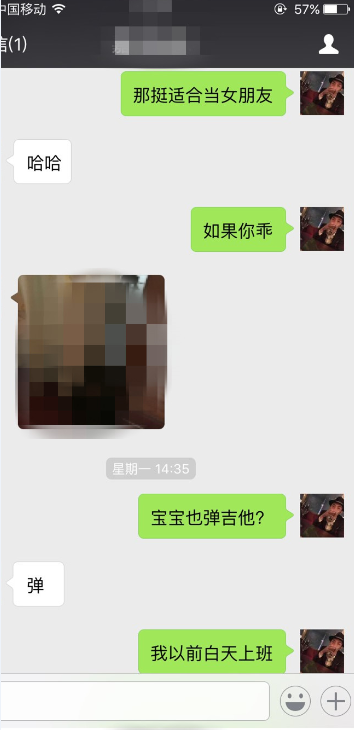 中国移动 57%
信(1)
那挺适合当女朋友
哈哈
如果你乖
星期一 14:35
宝宝也弹吉他?
弹
我以前白天上班